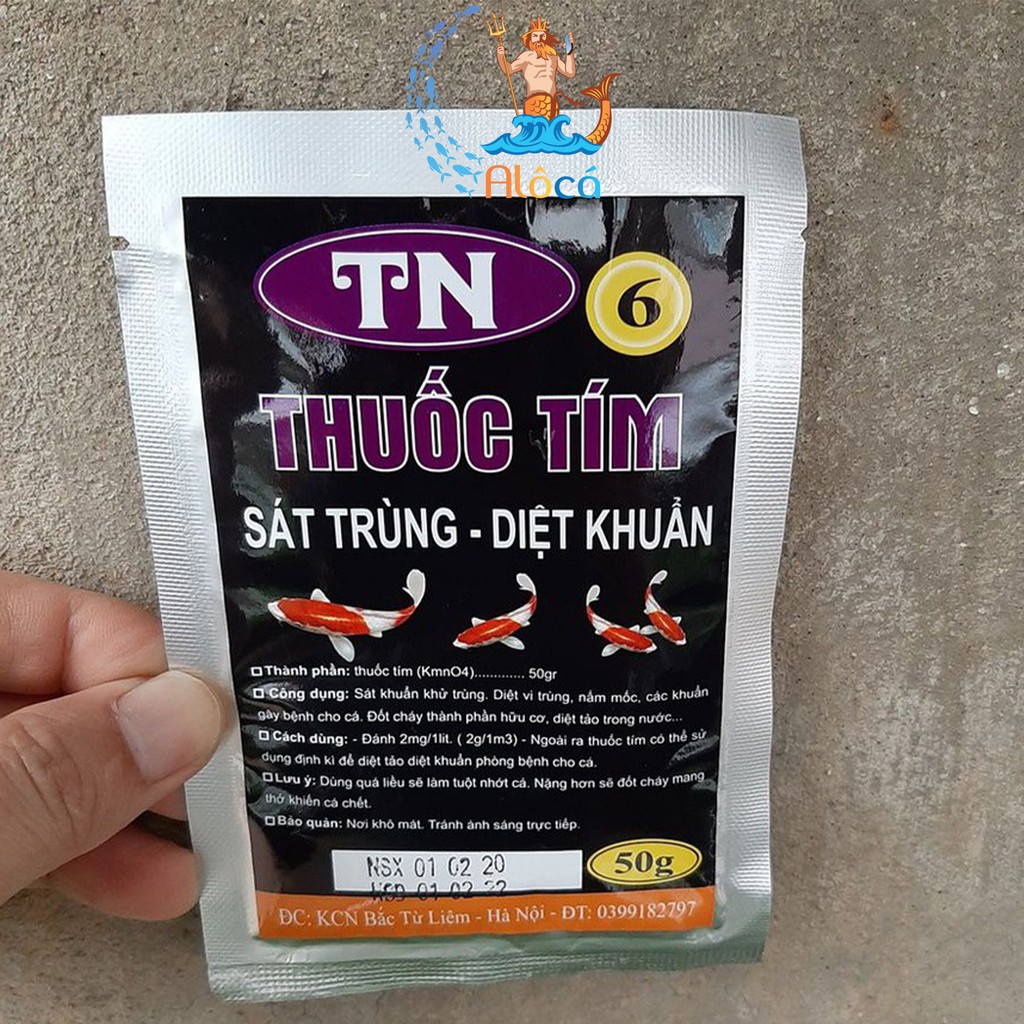 Alôcá
TN
6
THUỐC TÍM
SÁT TRÙNG - DIỆT KHUẨN
Thành phần: thuốc tím (KmnO4)............. 50gr
Công dụng: Sát khuẩn khử trùng. Diệt vi trùng, nấm mốc, các khuẩn
gây bệnh cho cá. Đốt cháy thành phần hữu cơ, diệt tảo trong nước...
Cách dùng: - Đánh 2mg/1lit. ( 2g/1m3) - Ngoài ra thuốc tím có thể sử
dụng định kì để diệt tảo diệt khuẩn phòng bệnh cho cá.
Lưu ý: Dùng quá liều sẽ làm tuột nhớt cá. Nặng hơn sẽ đốt cháy mang
thở khiến cá chết.
Bảo quản: Nơi khô mát. Tránh ánh sáng trực tiếp.
NSX 01 02 20
HSD 01 02 22
50g
ĐC: KCN Bắc Từ Liêm - Hà Nội - ĐT: 0399182797